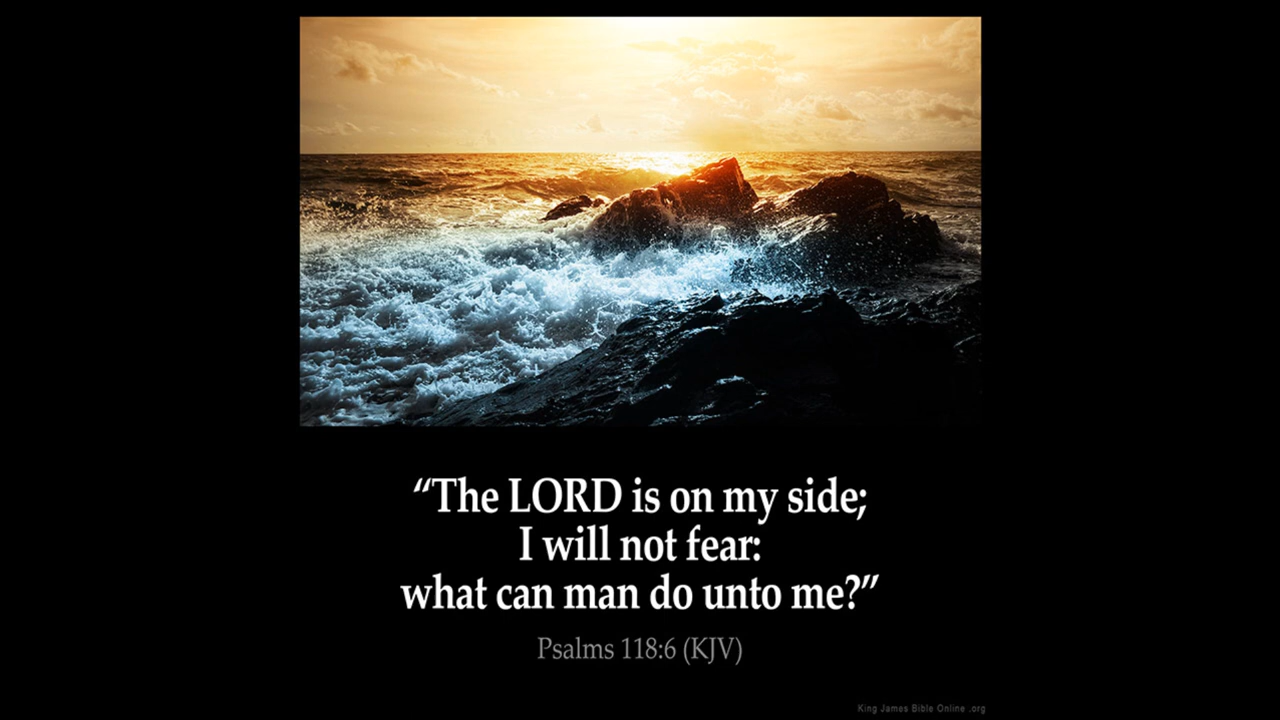 “The LORD is on my side;
I will not fear:
what can man do unto me?”
Psalms 118:6 (KJV)
King James Bible Online .org